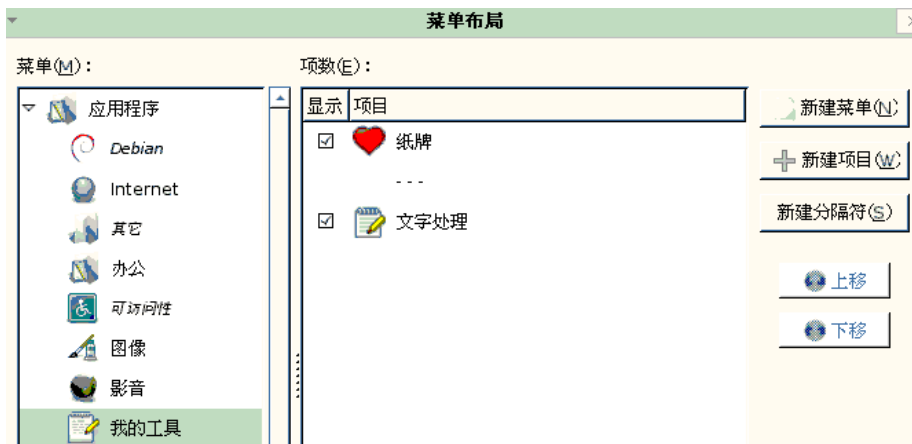 菜单布局
菜单(M)：
应用程序
Debian
Internet
其它
办公
可访问性
图像
影音
我的工具
项数(E)：
显示 项目
纸牌
- - -
文字处理
新建菜单(N)
新建项目(W)
新建分隔符(S)
上移
下移